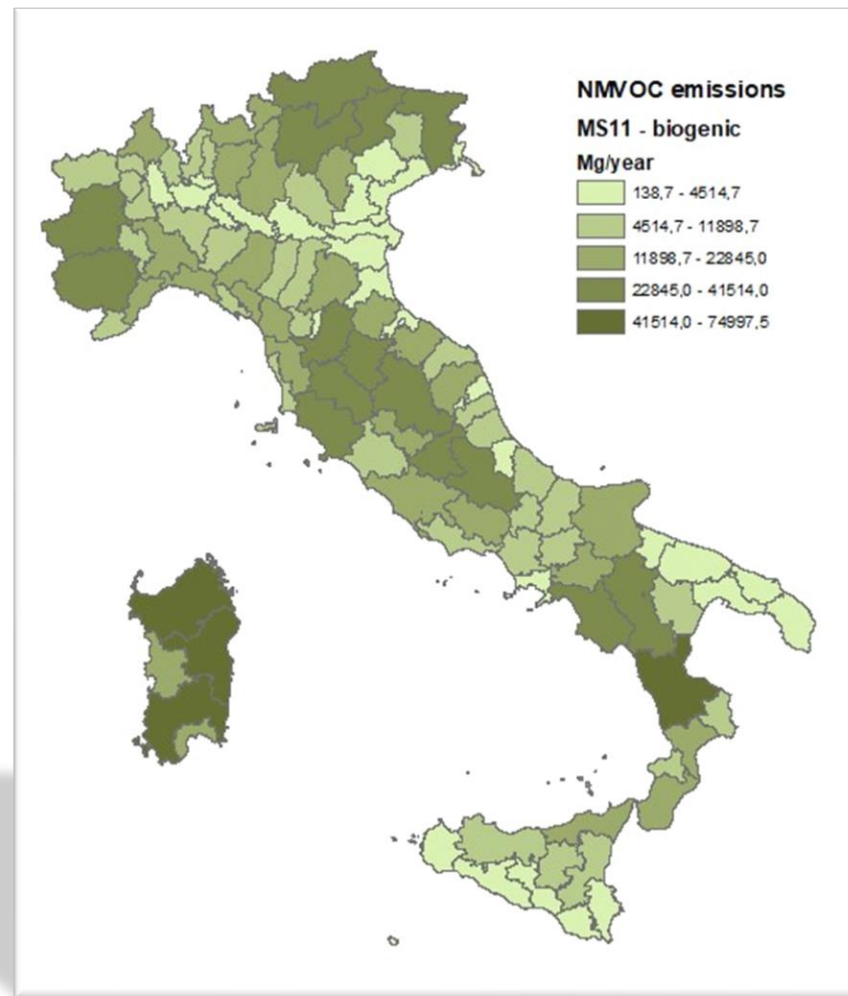 NMVOC emissions
MS11 - biogenic
Mg/year
138,7 - 4514,7
4514,7 - 11898,7
11898,7 - 22845,0
22845,0 - 41514,0
41514,0 - 74997,5